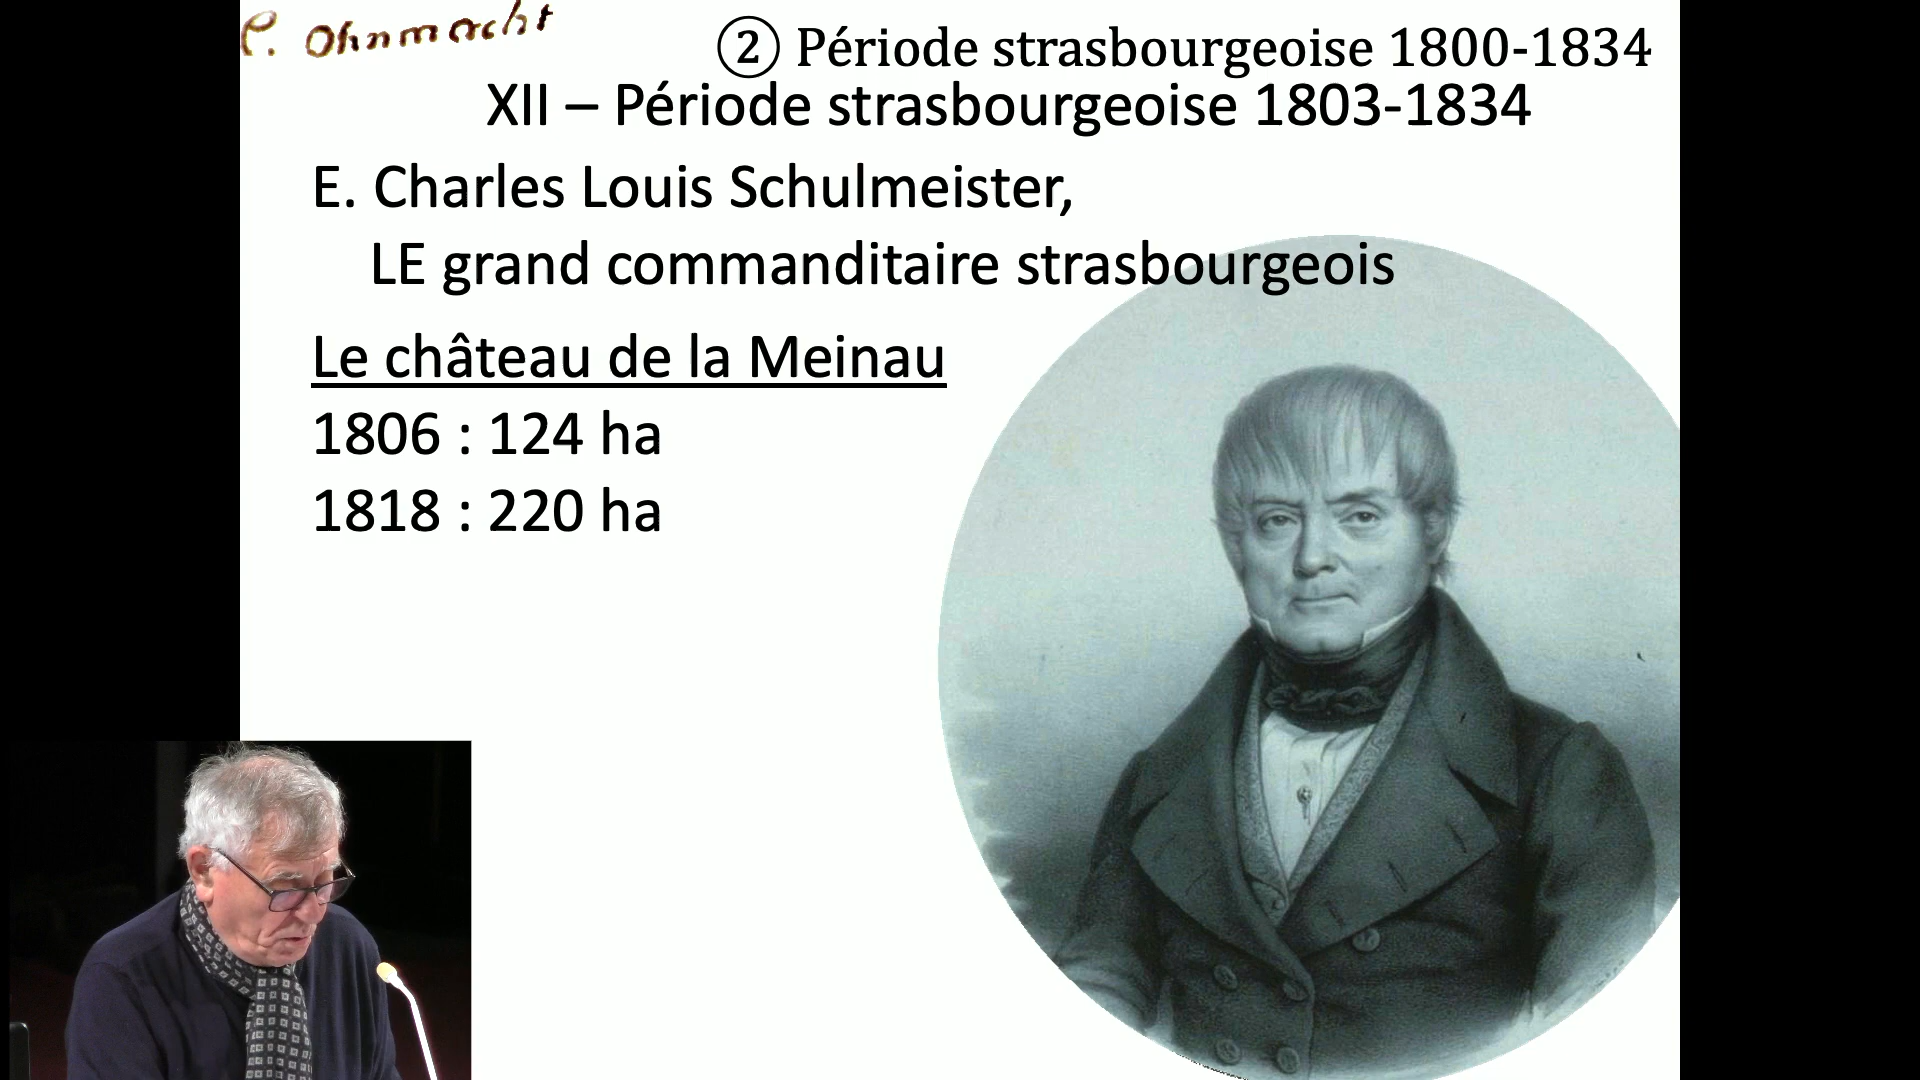 P. Ohnmacht
② Période strasbourgeoise 1800-1834
XII – Période strasbourgeoise 1803-1834
E. Charles Louis Schulmeister,
LE grand commanditaire strasbourgeois
Le château de la Meinau
1806 : 124 ha
1818 : 220 ha